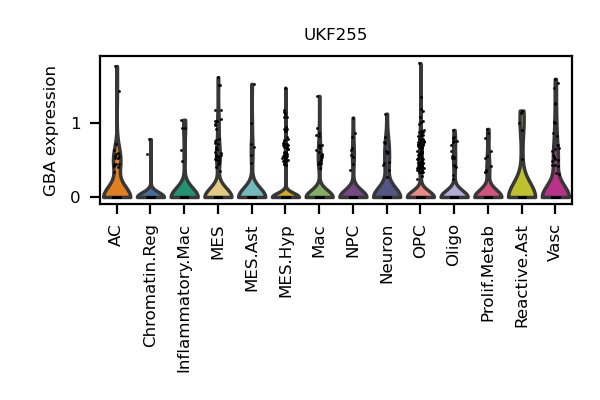 UKF255
GBA expression
1
0
AC
Chromatin.Reg
Inflammatory.Mac
MES
MES.Ast
MES.Hyp
Mac
NPC
Neuron
OPC
Oligo
Prolif.Metab
Reactive.Ast
Vasc